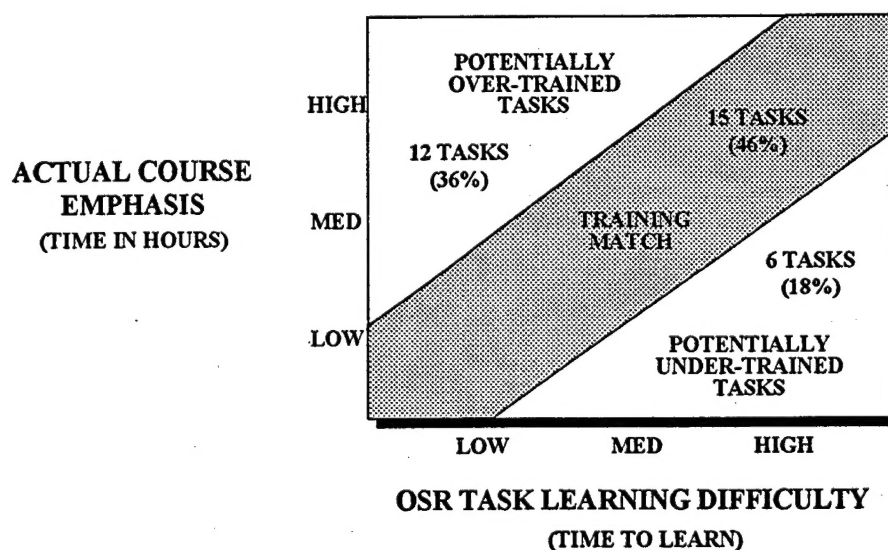 POTENTIALLY
OVER-TRAINED
TASKS
HIGH
15 TASKS
(46%)
12 TASKS
(36%)
ACTUAL COURSE
EMPHASIS
(TIME IN HOURS)
MED
TRAINING
MATCH
6 TASKS
(18%)
LOW
POTENTIALLY
UNDER-TRAINED
TASKS
LOW MED HIGH
OSR TASK LEARNING DIFFICULTY
(TIME TO LEARN)